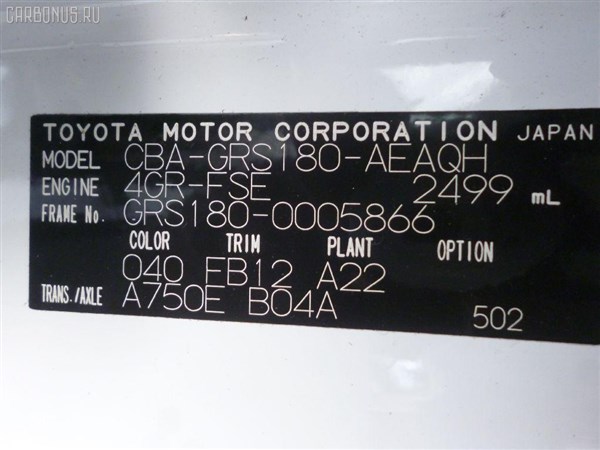 CARBONUS.RU
TOYOTA MOTOR CORPORATION JAPAN
MODEL CBA-GRS180-AEAQH
ENGINE 4GR-FSE 2499 mL
FRAME No. GRS180-0005866
COLOR TRIM PLANT OPTION
040 FB12 A22
TRANS./AXLE A750E B04A
502